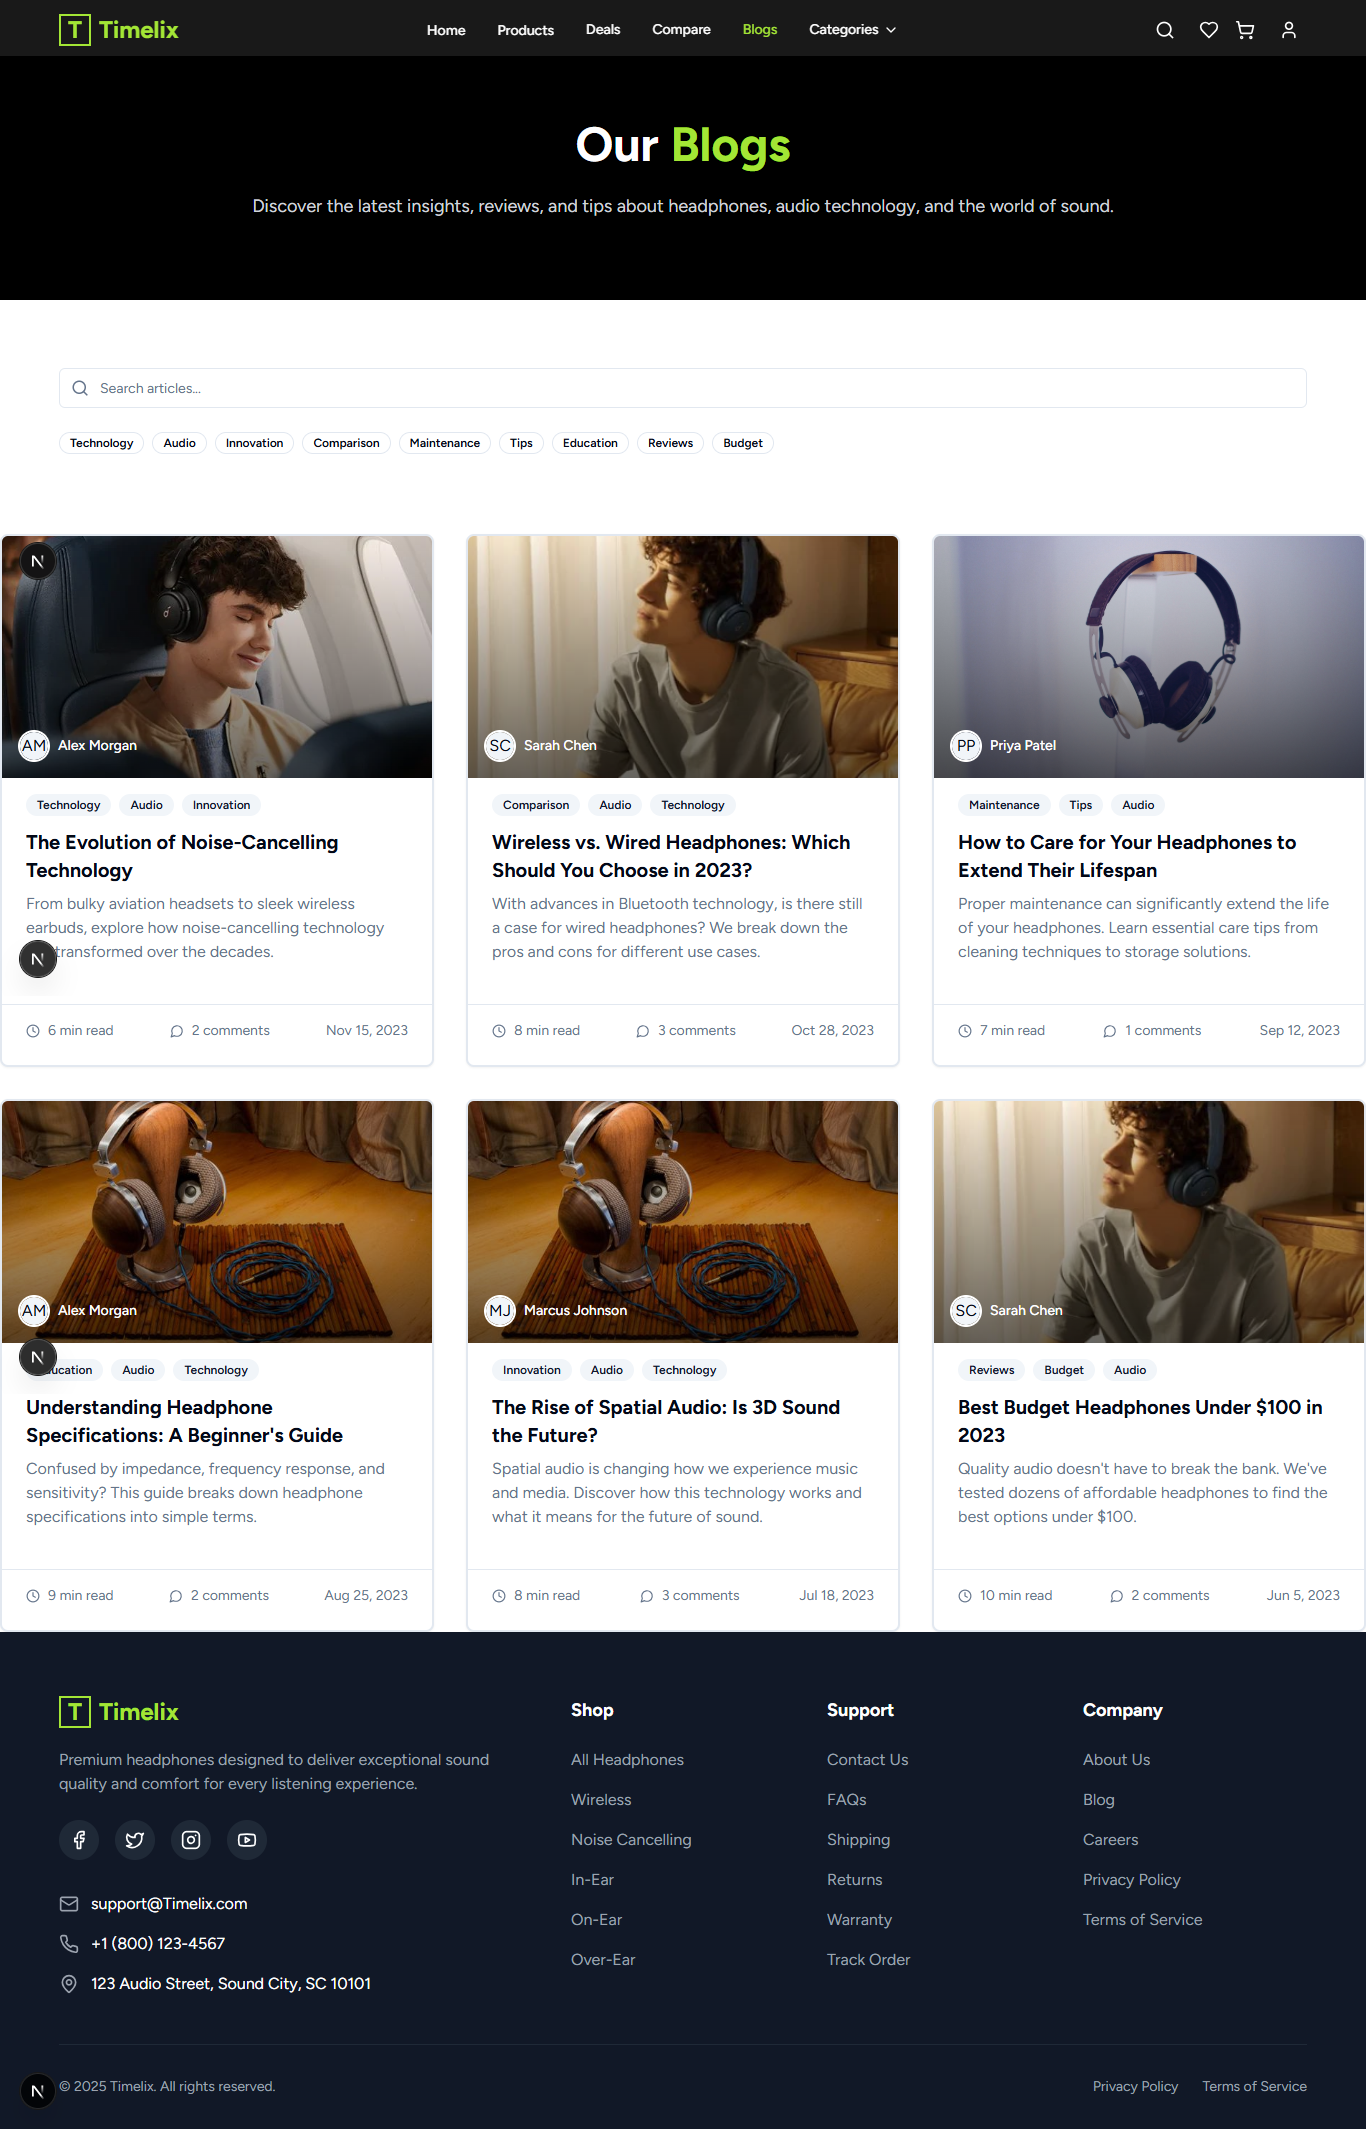 T Timelix
Home Products Deals Compare Blogs Categories
Our Blogs
Discover the latest insights, reviews, and tips about headphones, audio technology, and the world of sound.
Search articles...
Technology Audio Innovation Comparison Maintenance Tips Education Reviews Budget
N
AM Alex Morgan
Technology Audio Innovation
The Evolution of Noise-Cancelling
Technology
From bulky aviation headsets to sleek wireless
earbuds, explore how noise-cancelling technology
N transformed over the decades.
6 min read 2 comments Nov 15, 2023
SC Sarah Chen
Comparison Audio Technology
Wireless vs. Wired Headphones: Which
Should You Choose in 2023?
With advances in Bluetooth technology, is there still
a case for wired headphones? We break down the
pros and cons for different use cases.
8 min read 3 comments Oct 28, 2023
PP Priya Patel
Maintenance Tips Audio
How to Care for Your Headphones to
Extend Their Lifespan
Proper maintenance can significantly extend the life
of your headphones. Learn essential care tips from
cleaning techniques to storage solutions.
7 min read 1 comments Sep 12, 2023
AM Alex Morgan
N ucation Audio Technology
Understanding Headphone
Specifications: A Beginner's Guide
Confused by impedance, frequency response, and
sensitivity? This guide breaks down headphone
specifications into simple terms.
9 min read 2 comments Aug 25, 2023
MJ Marcus Johnson
Innovation Audio Technology
The Rise of Spatial Audio: Is 3D Sound
the Future?
Spatial audio is changing how we experience music
and media. Discover how this technology works and
what it means for the future of sound.
8 min read 3 comments Jul 18, 2023
SC Sarah Chen
Reviews Budget Audio
Best Budget Headphones Under $100 in
2023
Quality audio doesn't have to break the bank. We've
tested dozens of affordable headphones to find the
best options under $100.
10 min read 2 comments Jun 5, 2023
T Timelix
Premium headphones designed to deliver exceptional sound
quality and comfort for every listening experience.
support@Timelix.com
+1 (800) 123-4567
123 Audio Street, Sound City, SC 10101
Shop
All Headphones
Wireless
Noise Cancelling
In-Ear
On-Ear
Over-Ear
Support
Contact Us
FAQs
Shipping
Returns
Warranty
Track Order
Company
About Us
Blog
Careers
Privacy Policy
Terms of Service
N © 2025 Timelix. All rights reserved.
Privacy Policy Terms of Service